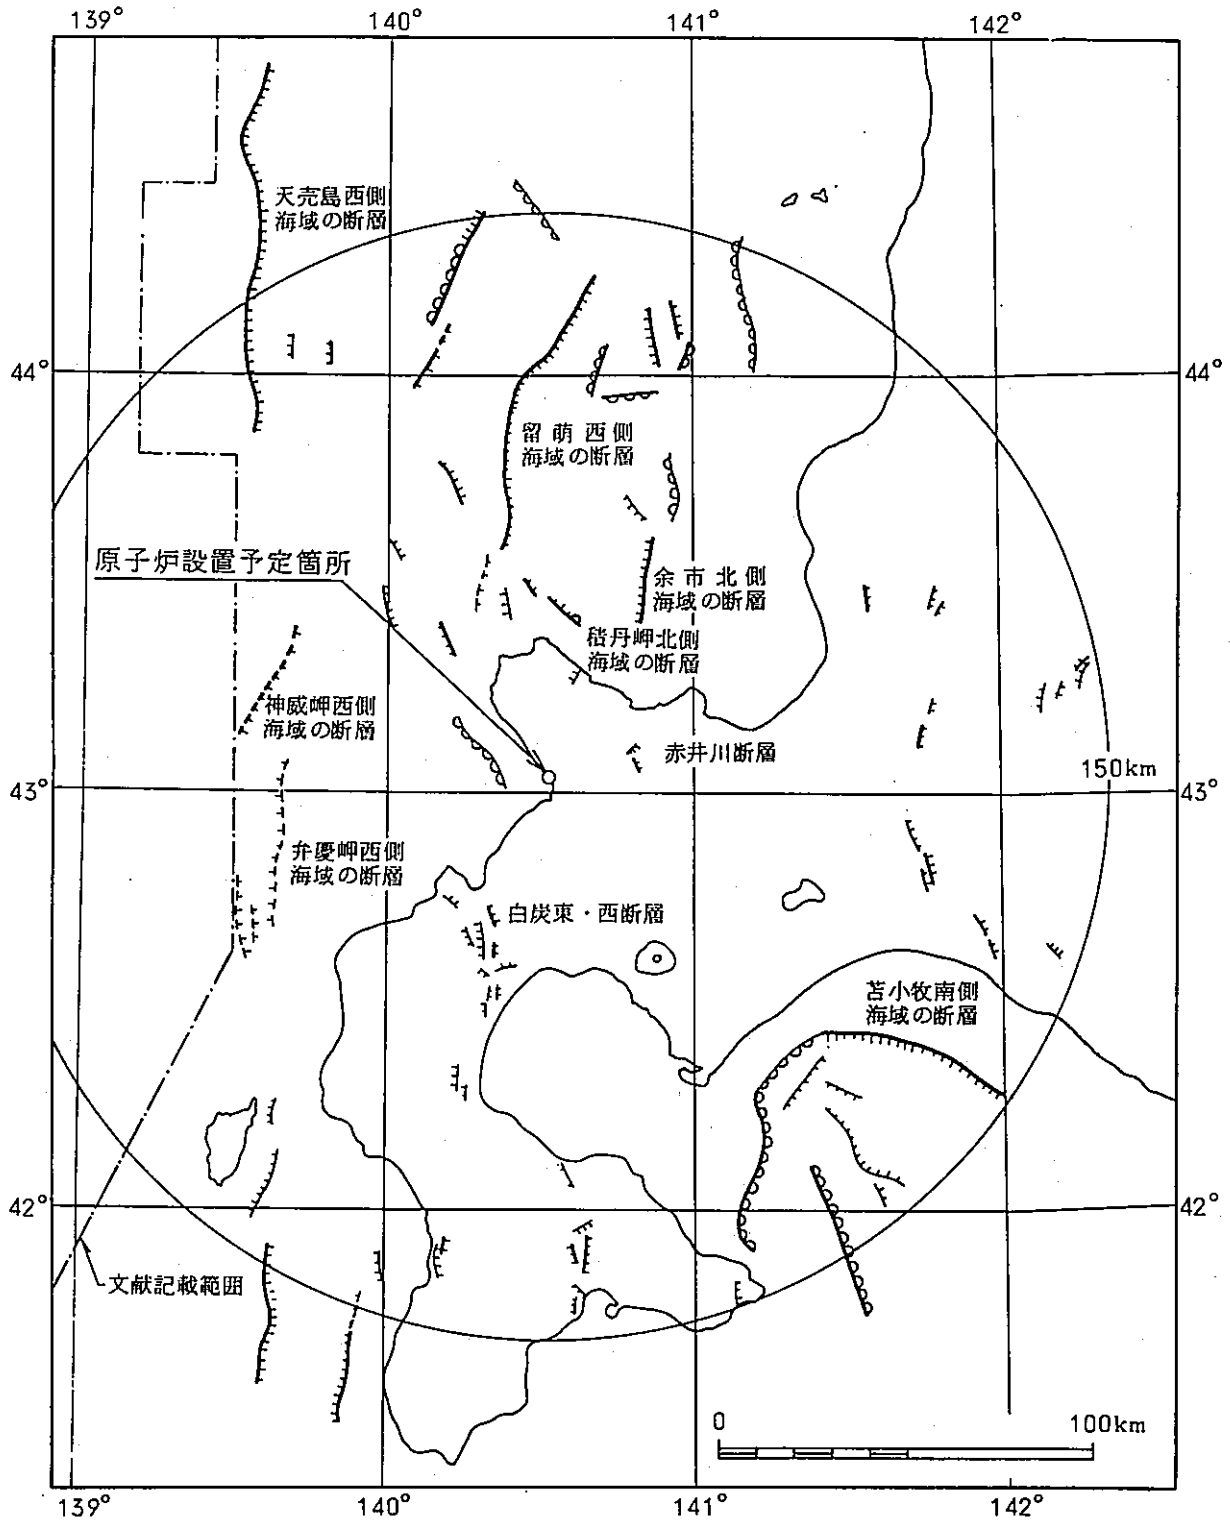 139°
140°
141°
142°
天売島西側
海域の断層
44°
44°
留萌西側
海域の断層
原子炉設置予定箇所
余市北側
海域の断層
積丹岬北側
海域の断層
神威岬西側
海域の断層
赤井川断層
150km
43°
43°
弁慶岬西側
海域の断層
白炭東・西断層
苫小牧南側
海域の断層
42°
42°
文献記載範囲
0
100km
139°
140°
141°
142°